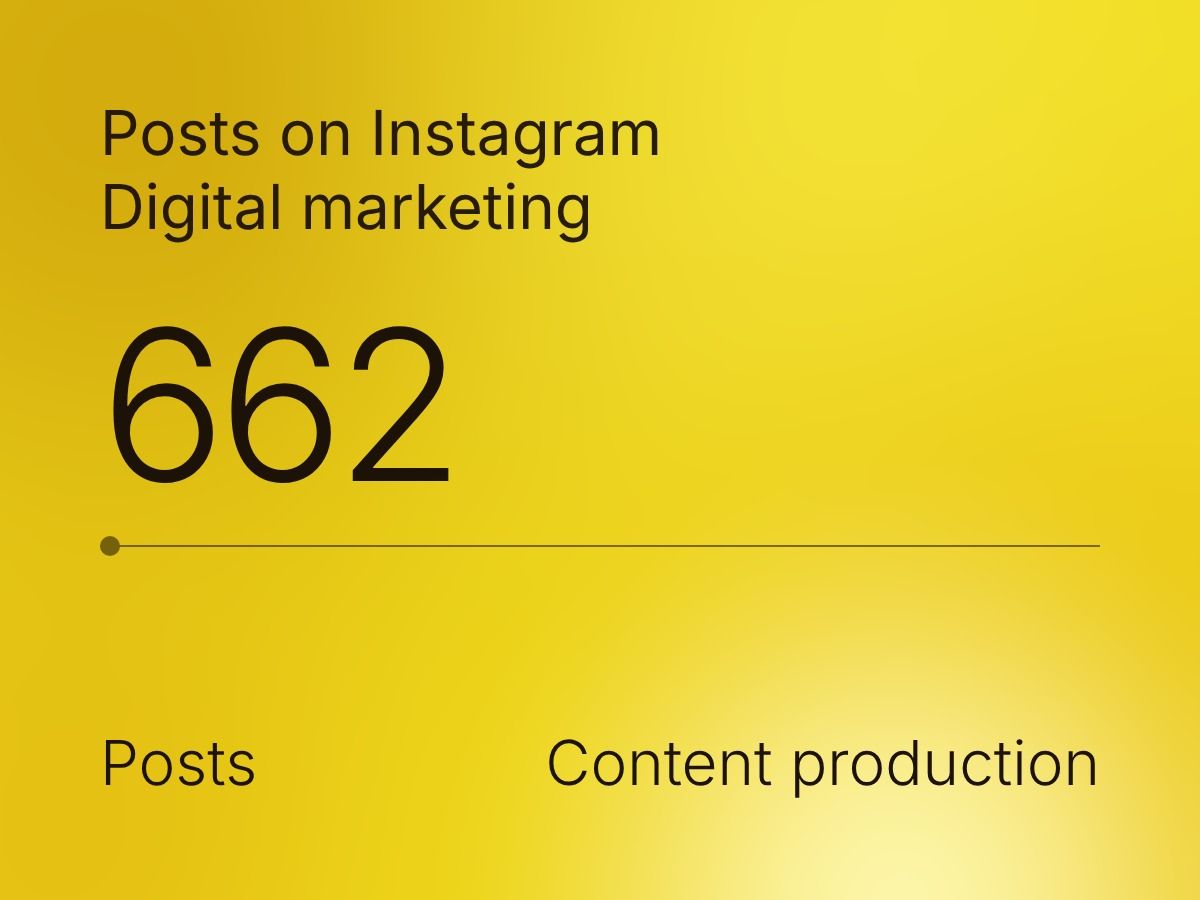 Posts on Instagram
Digital marketing
662
Posts
Content production